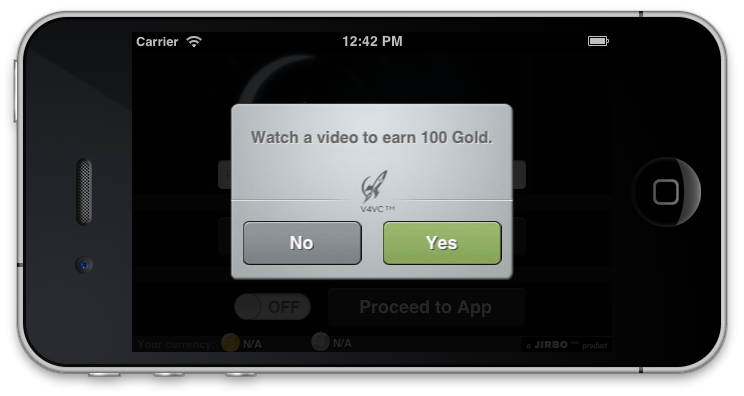 Carrier 12:42 PM
Watch a video to earn 100 Gold.
V4VC™
No Yes
OFF Proceed to App
Your currency: N/A N/A a JIRBO product